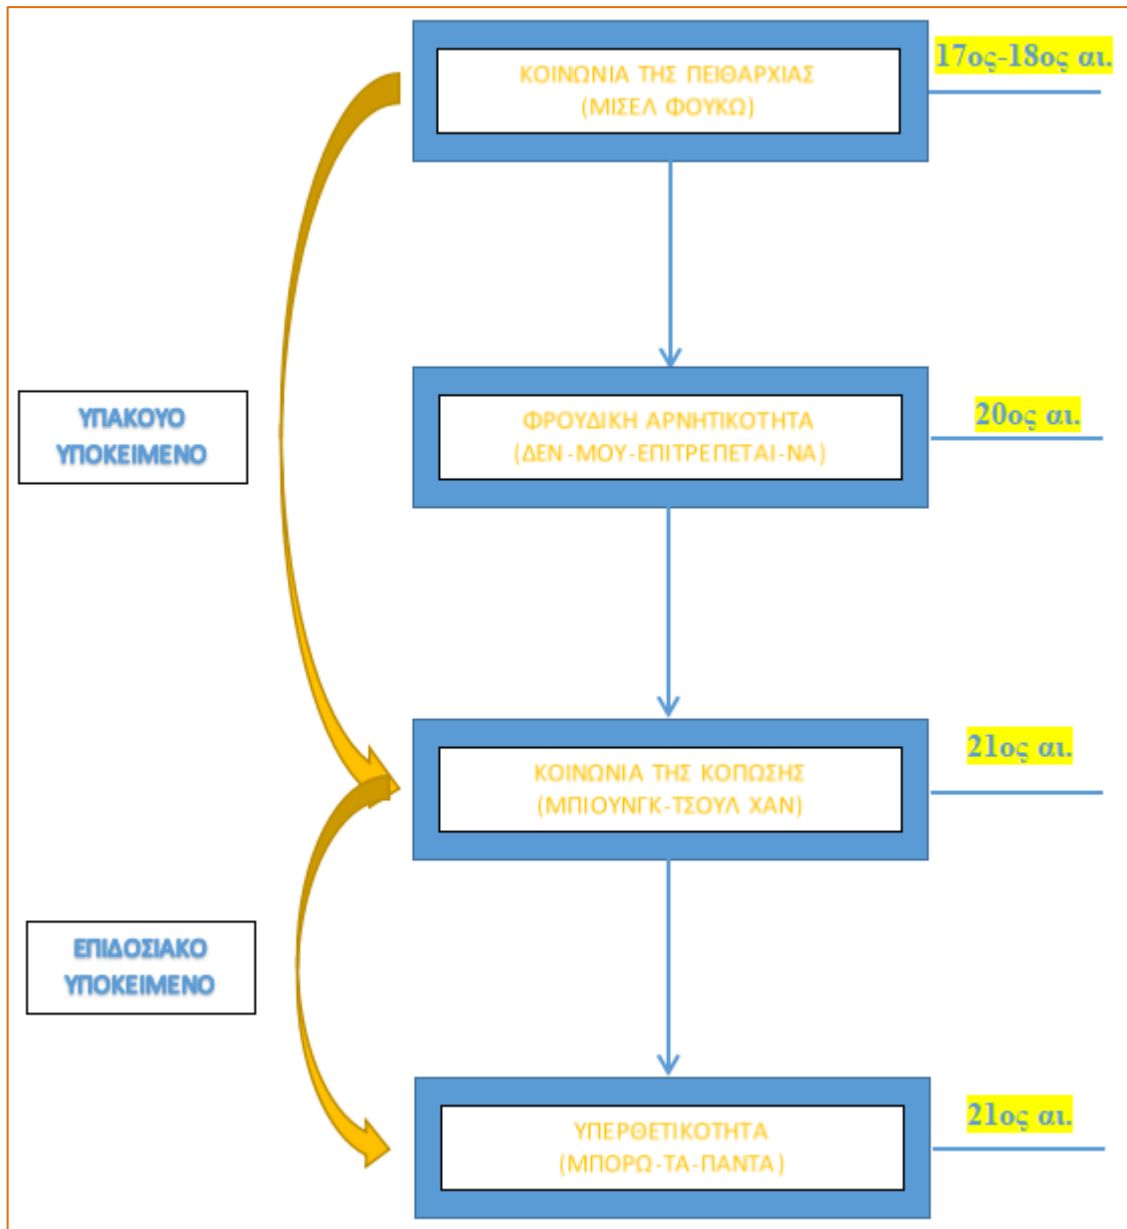 ΚΟΙΝΩΝΙΑ ΤΗΣ ΠΕΙΘΑΡΧΙΑΣ
(ΜΙΣΕΛ ΦΟΥΚΩ)
17ος-18ος αι.
ΥΠΑΚΟΥΟ
ΥΠΟΚΕΙΜΕΝΟ
ΦΡΟΥΔΙΚΗ ΑΡΝΗΤΙΚΟΤΗΤΑ
(ΔΕΝ-ΜΟΥ-ΕΠΙΤΡΕΠΕΤΑΙ-ΝΑ)
20ος αι.
ΚΟΙΝΩΝΙΑ ΤΗΣ ΚΟΠΩΣΗΣ
(ΜΠΙΟΥΝΓΚ-ΤΣΟΥΛ ΧΑΝ)
21ος αι.
ΕΠΙΔΟΣΙΑΚΟ
ΥΠΟΚΕΙΜΕΝΟ
ΥΠΕΡΘΕΤΙΚΟΤΗΤΑ
(ΜΠΟΡΩ-ΤΑ-ΠΑΝΤΑ)
21ος αι.